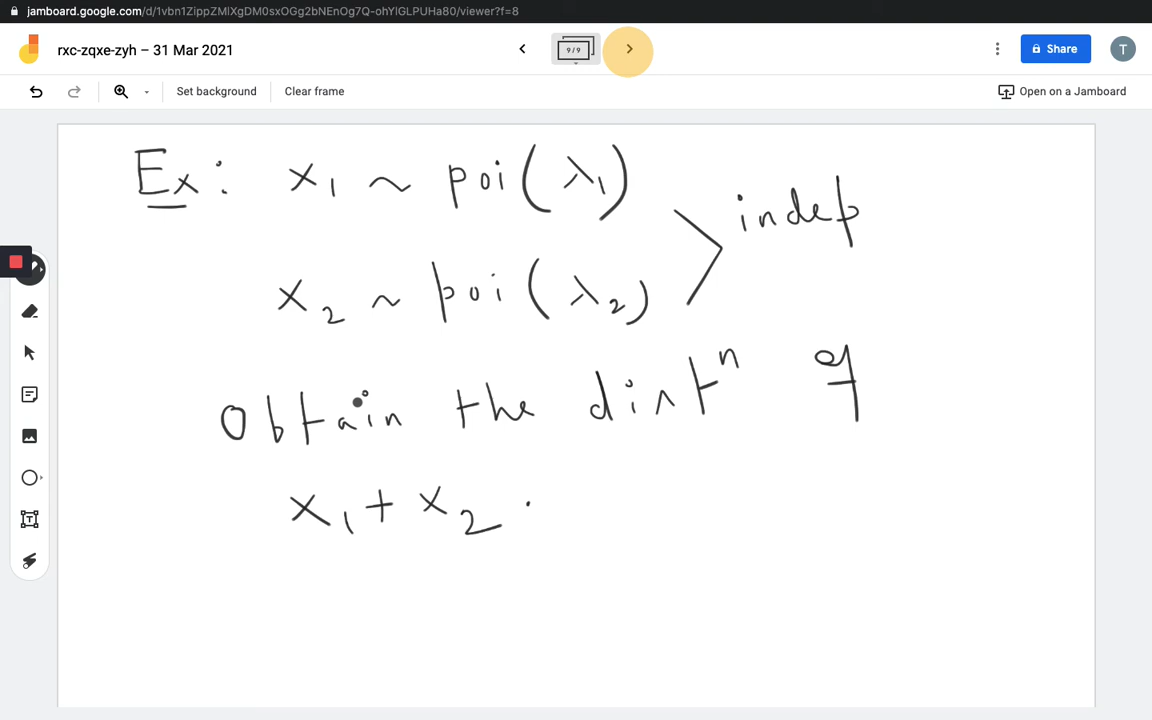 jamboard.google.com/d/1vbn1ZippZMlXgDM0sxOGg2bNEnOg7Q-ohYlGLPUHa80/viewer?f=8
rxc-zqxe-zyh – 31 Mar 2021
9/9
Share
T
Set background
Clear frame
Open on a Jamboard
Ex: X₁ ~ poi(λ₁)
indep
X₂ ~ poi(λ₂)
Obtain the distⁿ of
X₁ + X₂.